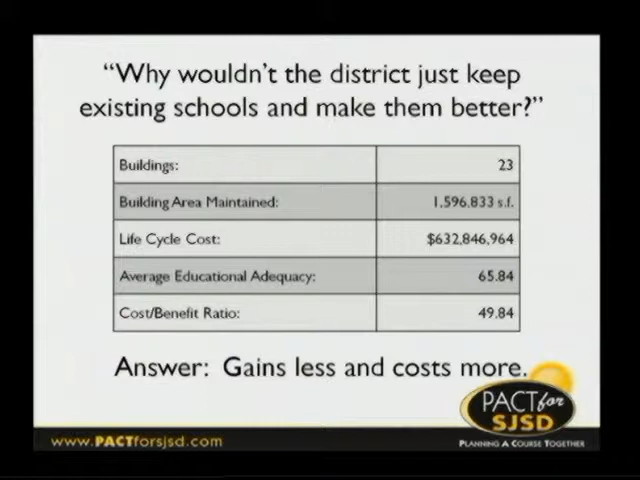 “Why wouldn’t the district just keep
existing schools and make them better?”
Buildings: 23
Building Area Maintained: 1,596,833 s.f.
Life Cycle Cost: $632,846,964
Average Educational Adequacy: 65.84
Cost/Benefit Ratio: 49.84
Answer: Gains less and costs more.
PACT for
SJSD
www.PACTforsjsd.com
PLANNING A COURSE TOGETHER